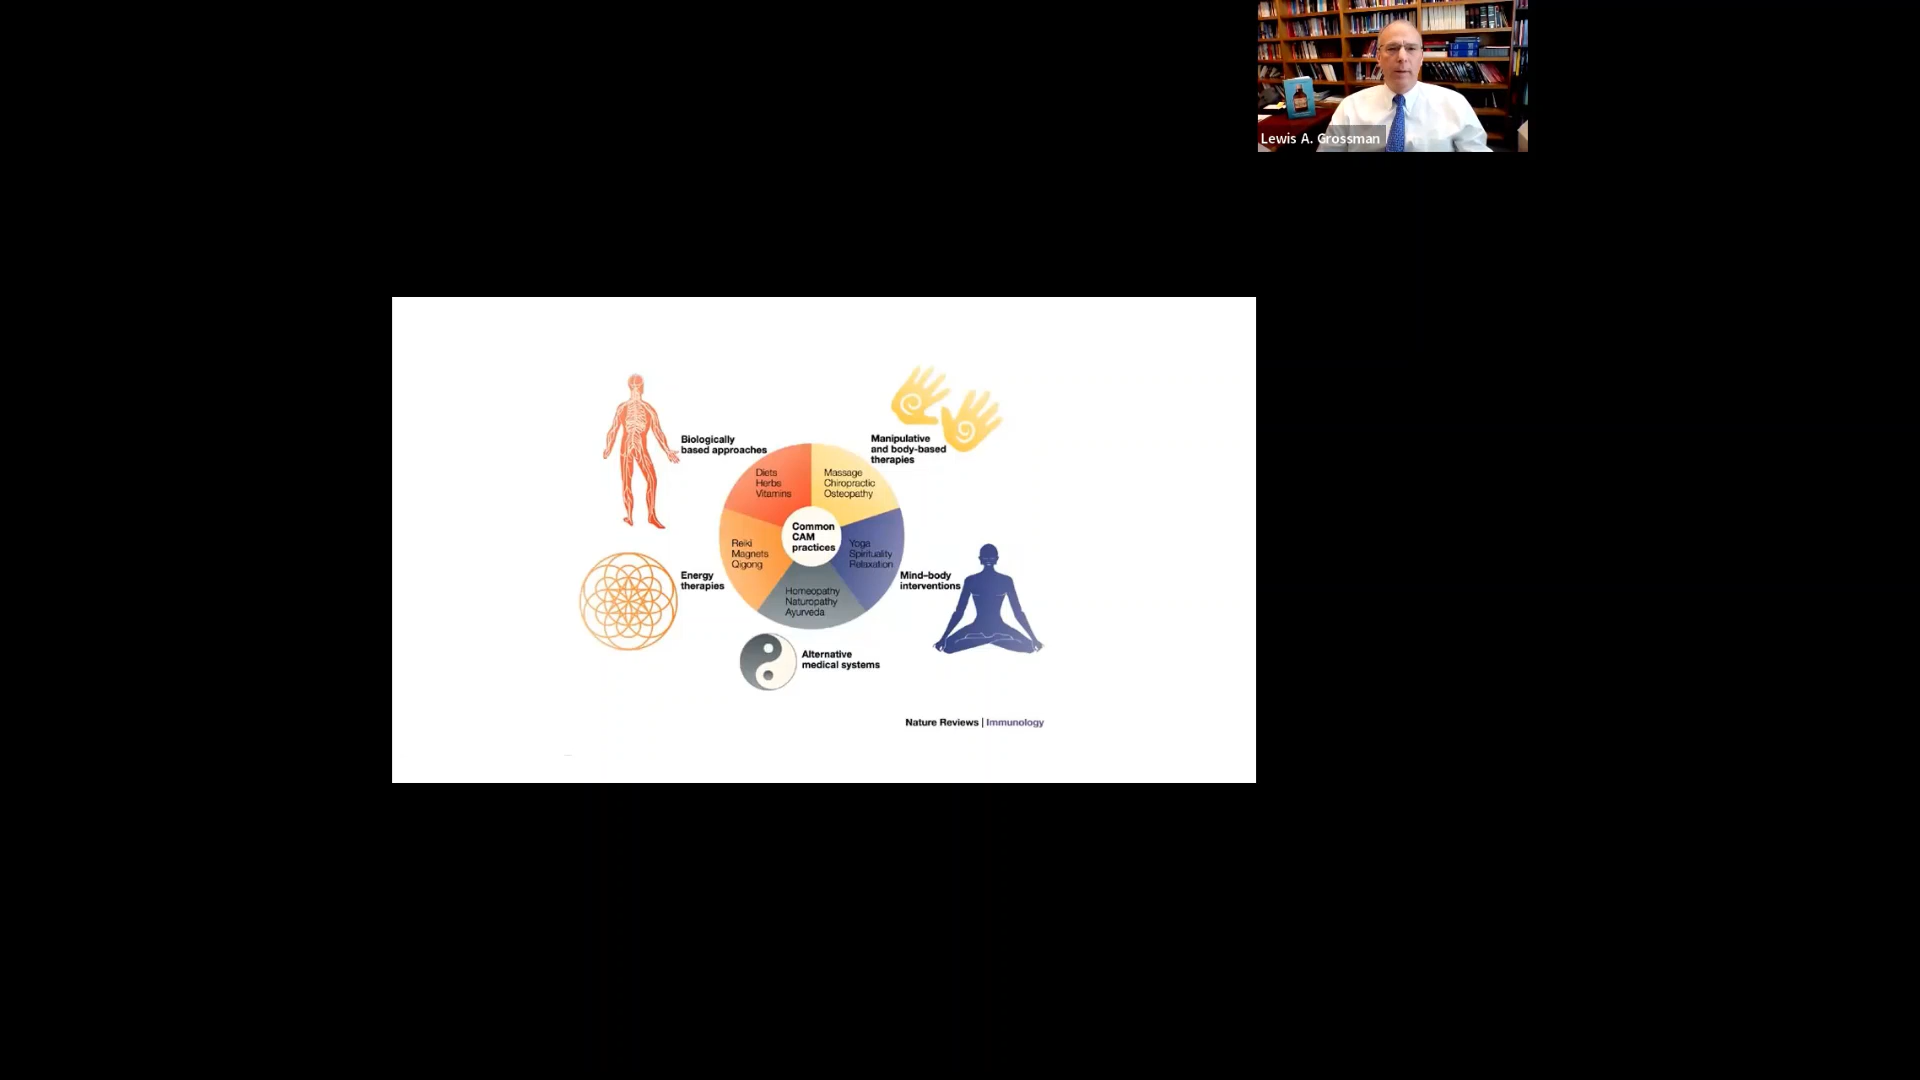 Lewis A. Grossman
Biologically
based approaches
Manipulative
and body-based
therapies
Diets
Herbs
Vitamins
Massage
Chiropractic
Osteopathy
Common
CAM
practices
Reiki
Magnets
Qigong
Yoga
Spirituality
Relaxation
Energy
therapies
Mind–body
interventions
Homeopathy
Naturopathy
Ayurveda
Alternative
medical systems
Nature Reviews | Immunology